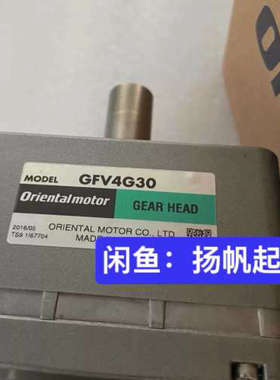 MODEL GFV4G30
Orientalmotor GEAR HEAD
2016/05 ORIENTAL MOTOR CO., LTD
MADE
闲鱼：扬帆起